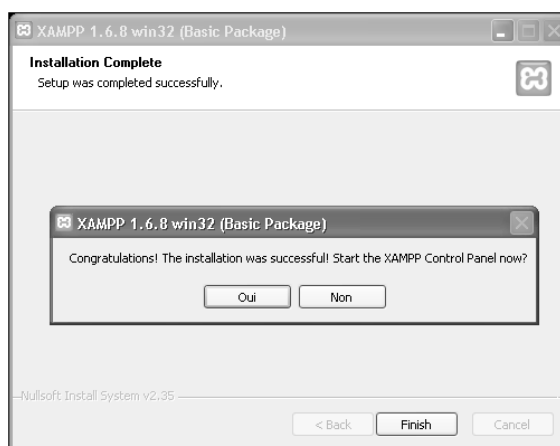 XAMPP 1.6.8 win32 (Basic Package)
Installation Complete
Setup was completed successfully.
XAMPP 1.6.8 win32 (Basic Package)
Congratulations! The installation was successful! Start the XAMPP Control Panel now?
Oui Non
Nullsoft Install System v2.35
< Back Finish Cancel